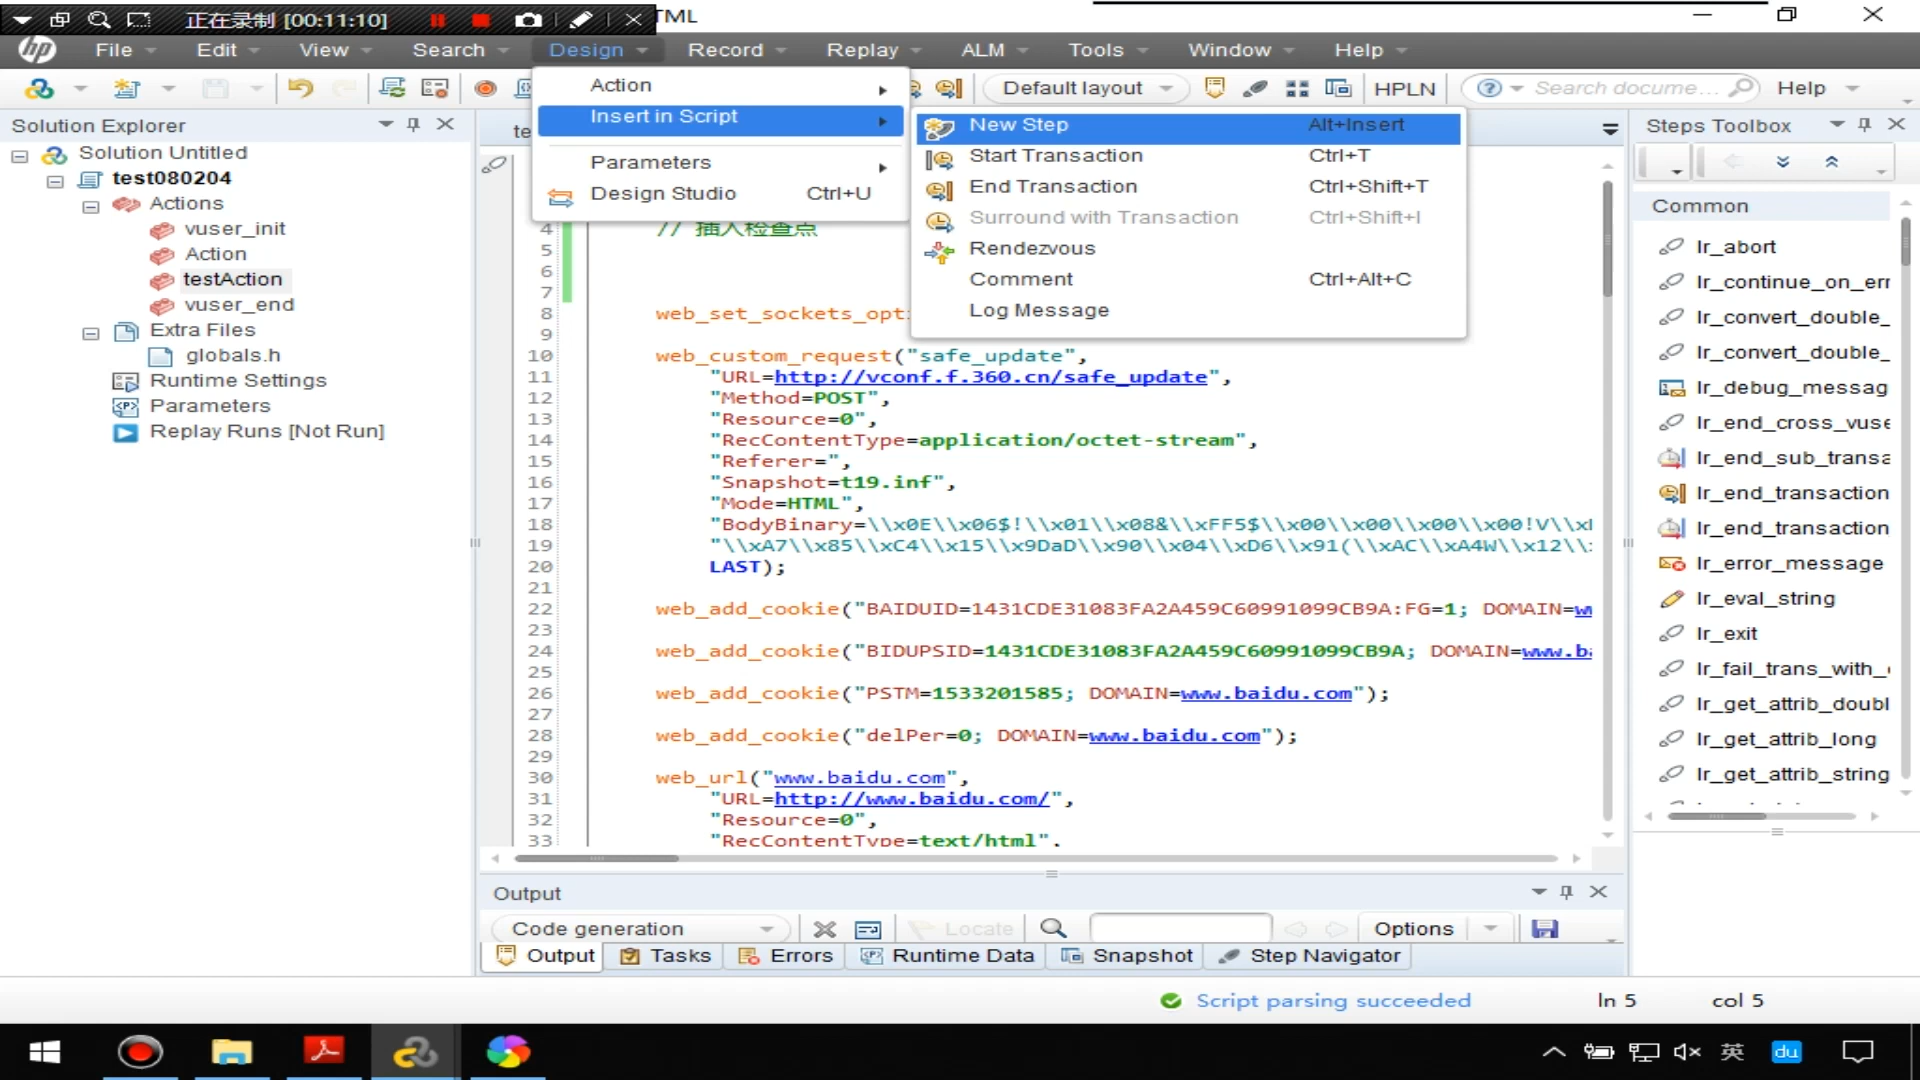 正在录制 [00:11:10]
TML
File Edit View Search Design Record Replay ALM Tools Window Help
Default layout HPLN Search docume... Help
Solution Explorer
Solution Untitled
test080204
Actions
vuser_init
Action
testAction
vuser_end
Extra Files
globals.h
Runtime Settings
Parameters
Replay Runs [Not Run]
te
Action
Insert in Script
Parameters
Design Studio Ctrl+U
New Step Alt+Insert
Start Transaction Ctrl+T
End Transaction Ctrl+Shift+T
Surround with Transaction Ctrl+Shift+I
Rendezvous
Comment Ctrl+Alt+C
Log Message
4 // 插入检查点
5
6
7
8 web_set_sockets_opti
9
10 web_custom_request("safe_update",
11 "URL=http://vconf.f.360.cn/safe_update",
12 "Method=POST",
13 "Resource=0",
14 "RecContentType=application/octet-stream",
15 "Referer=",
16 "Snapshot=t19.inf",
17 "Mode=HTML",
18 "BodyBinary=\\x0E\\x06$!\\x01\\x08&\\xFF5$\\x00\\x00\\x00\\x00!V\\x
19 "\\xA7\\x85\\xC4\\x15\\x9DaD\\x90\\x04\\xD6\\x91(\\xAC\\xA4W\\x12\\
20 LAST);
21
22 web_add_cookie("BAIDUID=1431CDE31083FA2A459C60991099CB9A:FG=1; DOMAIN=w
23
24 web_add_cookie("BIDUPSID=1431CDE31083FA2A459C60991099CB9A; DOMAIN=www.b
25
26 web_add_cookie("PSTM=1533201585; DOMAIN=www.baidu.com");
27
28 web_add_cookie("delPer=0; DOMAIN=www.baidu.com");
29
30 web_url("www.baidu.com",
31 "URL=http://www.baidu.com/",
32 "Resource=0",
33 "RecContentType=text/html",
Steps Toolbox
Common
lr_abort
lr_continue_on_err
lr_convert_double_
lr_convert_double_
lr_debug_messag
lr_end_cross_vuse
lr_end_sub_transa
lr_end_transaction
lr_end_transaction
lr_error_message
lr_eval_string
lr_exit
lr_fail_trans_with_
lr_get_attrib_doubl
lr_get_attrib_long
lr_get_attrib_string
Output
Code generation Locate Options
Output Tasks Errors Runtime Data Snapshot Step Navigator
Script parsing succeeded ln 5 col 5
英 du
hp